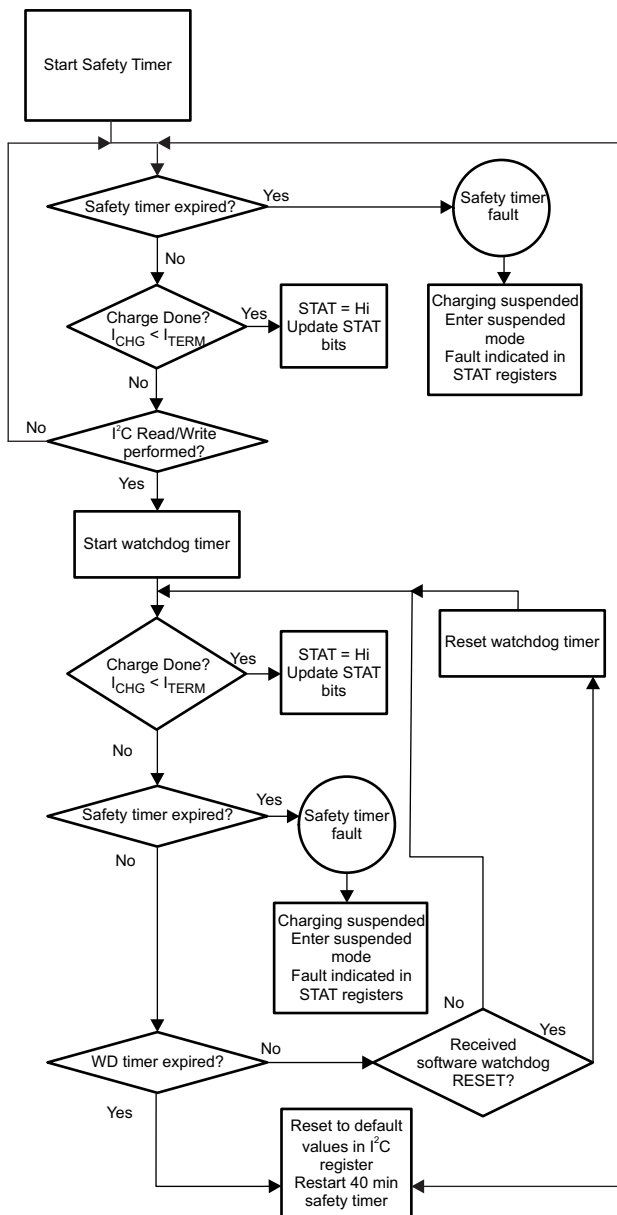 Start Safety Timer
Safety timer expired?
Yes
Safety timer
fault
No
Charge Done?
I_CHG < I_TERM
Yes
STAT = Hi
Update STAT
bits
Charging suspended
Enter suspended
mode
Fault indicated in
STAT registers
No
No
I²C Read/Write
performed?
Yes
Start watchdog timer
Reset watchdog timer
Charge Done?
I_CHG < I_TERM
Yes
STAT = Hi
Update STAT
bits
No
Safety timer expired?
Yes
Safety timer
fault
No
Charging suspended
Enter suspended
mode
Fault indicated in
STAT registers
No
Yes
WD timer expired?
No
Received
software watchdog
RESET?
Yes
Reset to default
values in I²C
register
Restart 40 min
safety timer